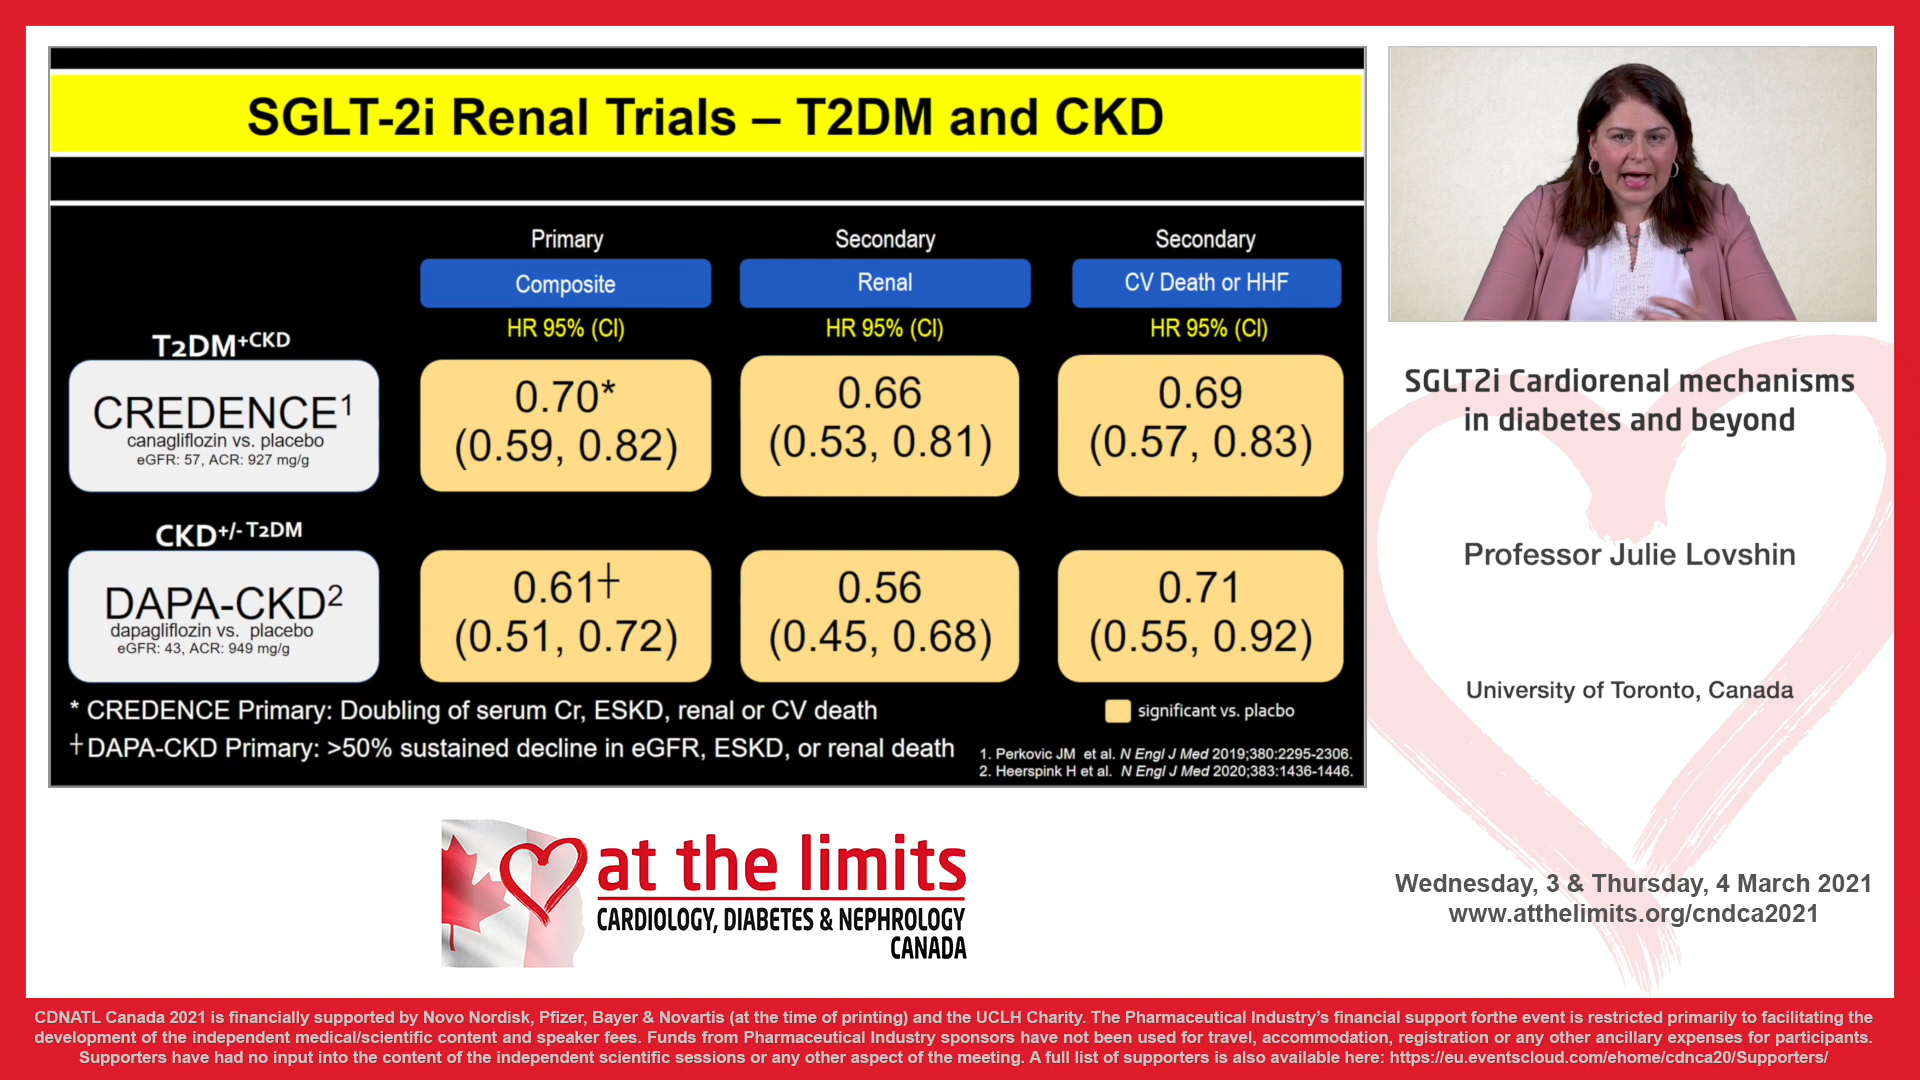 SGLT-2i Renal Trials – T2DM and CKD
Primary
Secondary
Secondary
Composite
Renal
CV Death or HHF
HR 95% (CI)
HR 95% (CI)
HR 95% (CI)
T2DM+CKD
CREDENCE1
canagliflozin vs. placebo
eGFR: 57, ACR: 927 mg/g
0.70*
(0.59, 0.82)
0.66
(0.53, 0.81)
0.69
(0.57, 0.83)
CKD+/- T2DM
DAPA-CKD2
dapagliflozin vs. placebo
eGFR: 43, ACR: 949 mg/g
0.61†
(0.51, 0.72)
0.56
(0.45, 0.68)
0.71
(0.55, 0.92)
* CREDENCE Primary: Doubling of serum Cr, ESKD, renal or CV death
†DAPA-CKD Primary: >50% sustained decline in eGFR, ESKD, or renal death
significant vs. placbo
1. Perkovic JM et al. N Engl J Med 2019;380:2295-2306.
2. Heerspink H et al. N Engl J Med 2020;383:1436-1446.
SGLT2i Cardiorenal mechanisms
in diabetes and beyond
Professor Julie Lovshin
University of Toronto, Canada
Wednesday, 3 & Thursday, 4 March 2021
www.atthelimits.org/cndca2021
at the limits
CARDIOLOGY, DIABETES & NEPHROLOGY
CANADA
CDNATL Canada 2021 is financially supported by Novo Nordisk, Pfizer, Bayer & Novartis (at the time of printing) and the UCLH Charity. The Pharmaceutical Industry's financial support forthe event is restricted primarily to facilitating the
development of the independent medical/scientific content and speaker fees. Funds from Pharmaceutical Industry sponsors have not been used for travel, accommodation, registration or any other ancillary expenses for participants.
Supporters have had no input into the content of the independent scientific sessions or any other aspect of the meeting. A full list of supporters is also available here: https://eu.eventscloud.com/ehome/cdnca20/Supporters/